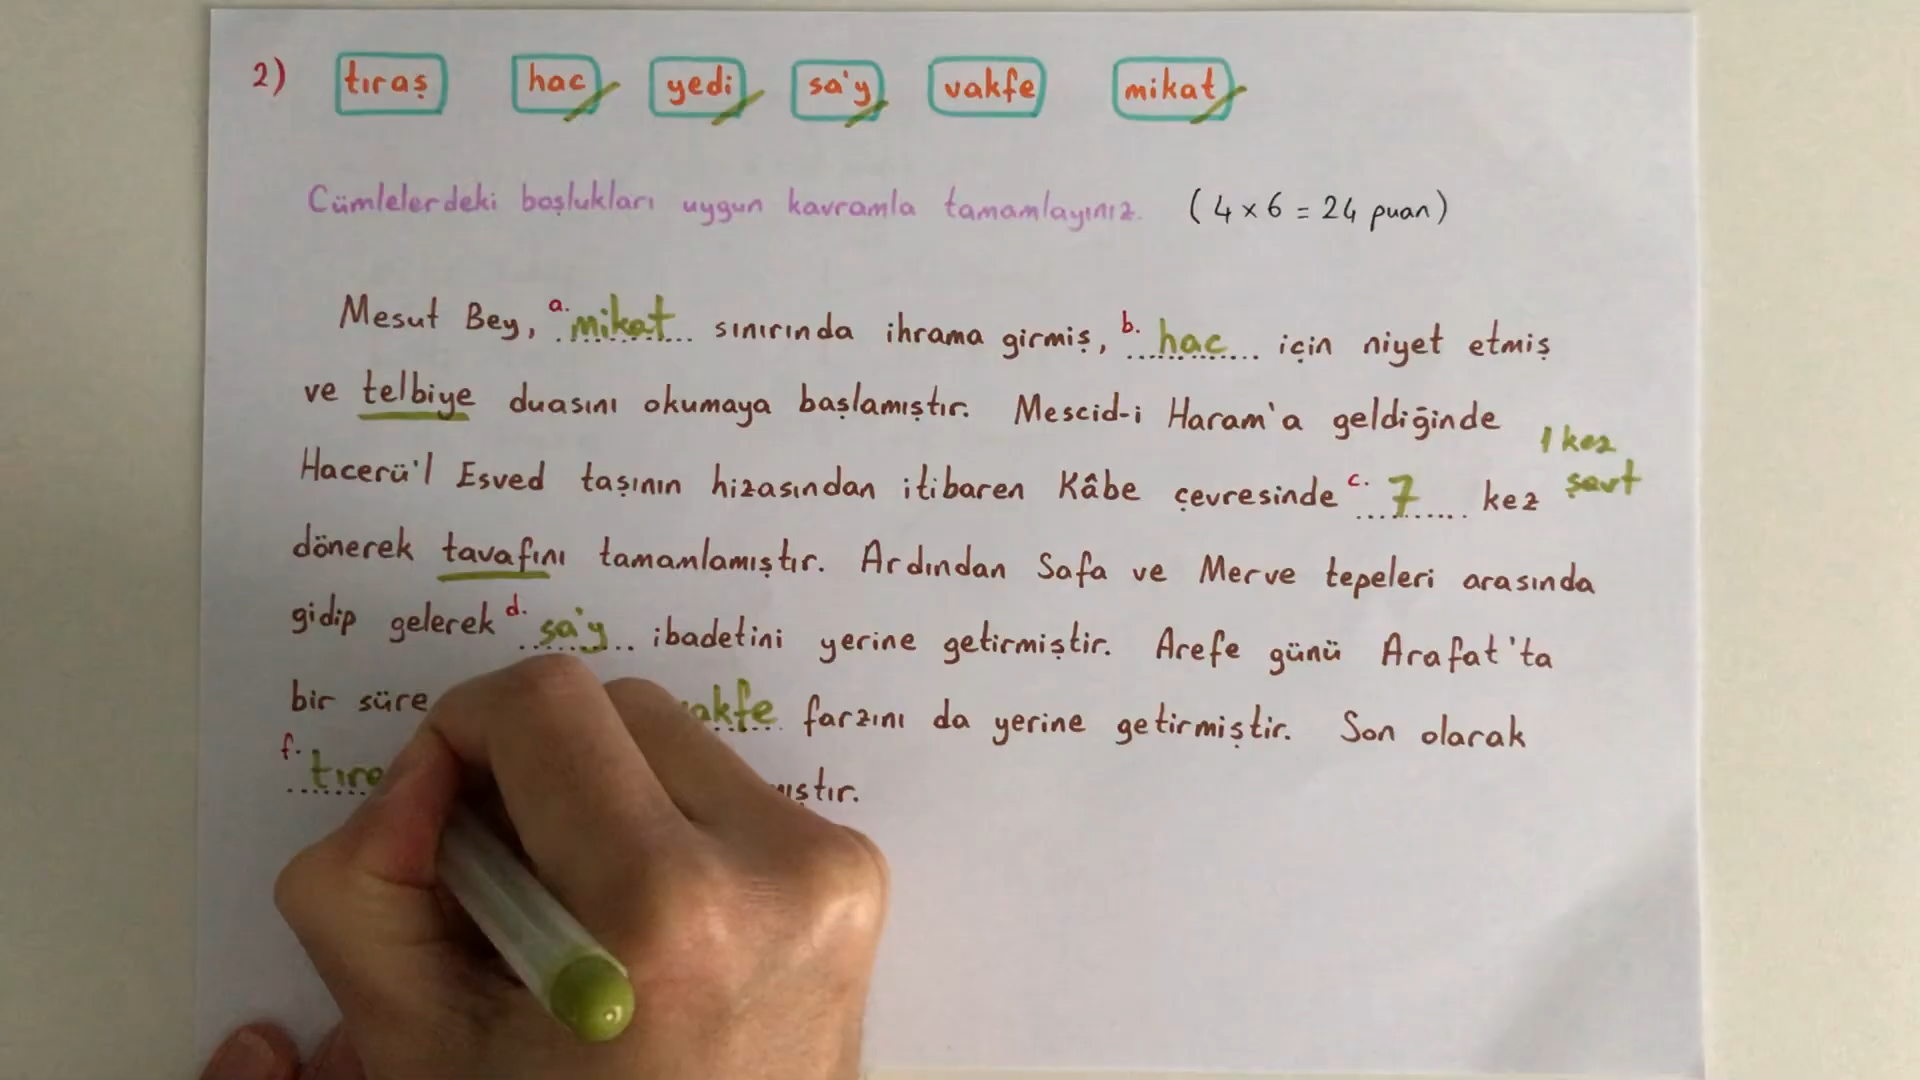 2) tıraş hac yedi sa'y vakfe mikat
Cümlelerdeki boşlukları uygun kavramla tamamlayınız. (4 x 6 = 24 puan)
Mesut Bey, a. mikat sınırında ihrama girmiş, b. hac için niyet etmiş
ve telbiye duasını okumaya başlamıştır. Mescid-i Haram'a geldiğinde
1 kez
Hacerü'l Esved taşının hizasından itibaren Kâbe çevresinde c. 7 kez şavt
dönerek tavafını tamamlamıştır. Ardından Safa ve Merve tepeleri arasında
gidip gelerek d. sa'y ibadetini yerine getirmiştir. Arefe günü Arafat'ta
bir süre farzını da yerine getirmiştir. Son olarak
f.